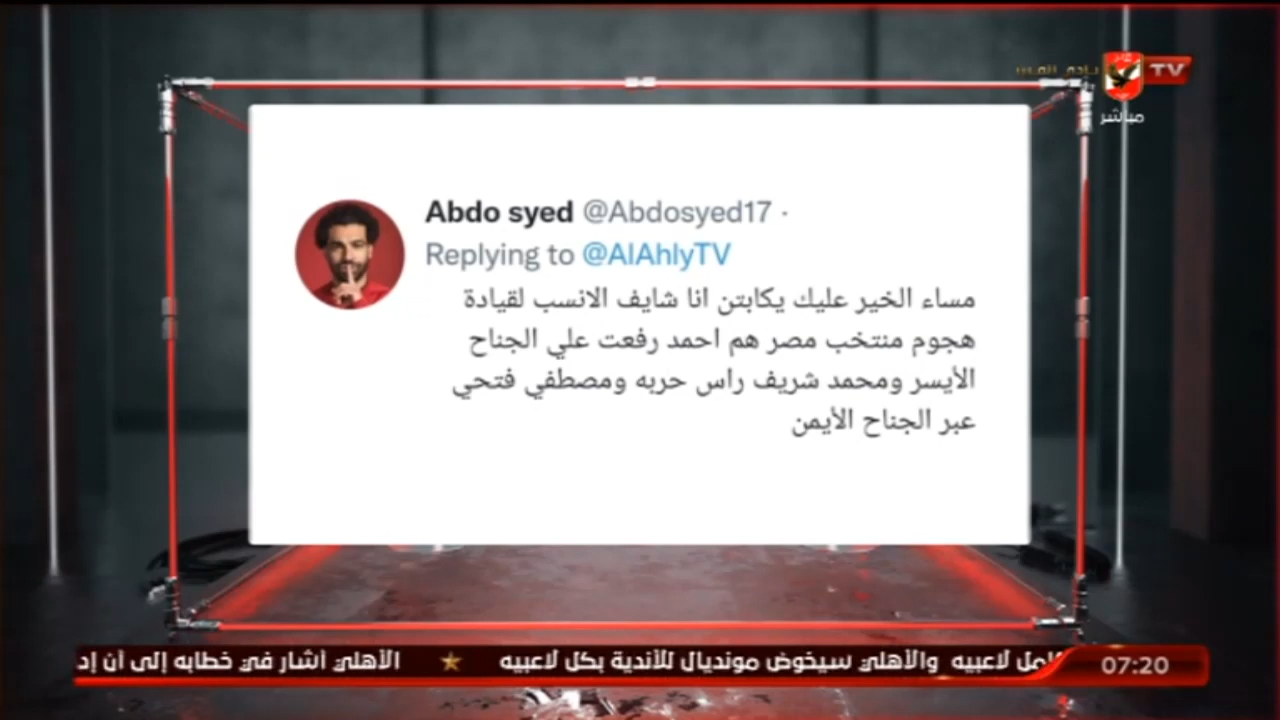 TV
مباشر
Abdo syed @Abdosyed17 ·
Replying to @AlAhlyTV
مساء الخير عليك يكابتن انا شايف الانسب لقيادة
هجوم منتخب مصر هم احمد رفعت علي الجناح
الأيسر ومحمد شريف راس حربه ومصطفي فتحي
عبر الجناح الأيمن
لاعبيه والأهلي سيخوض مونديال للأندية بكل لاعبيه ★ الأهلي أشار في خطابه إلى أن إد
07:20